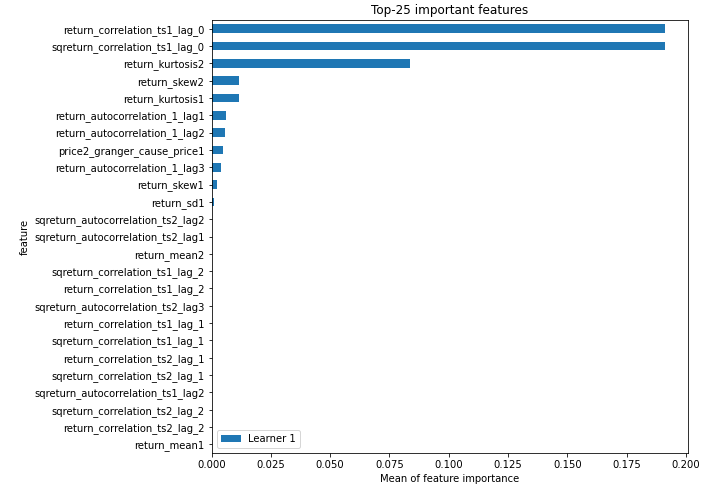 Top-25 important features
return_correlation_ts1_lag_0
sqreturn_correlation_ts1_lag_0
return_kurtosis2
return_skew2
return_kurtosis1
return_autocorrelation_1_lag1
return_autocorrelation_1_lag2
price2_granger_cause_price1
return_autocorrelation_1_lag3
return_skew1
return_sd1
sqreturn_autocorrelation_ts2_lag2
sqreturn_autocorrelation_ts2_lag1
return_mean2
sqreturn_correlation_ts1_lag_2
return_correlation_ts1_lag_2
sqreturn_autocorrelation_ts2_lag3
return_correlation_ts1_lag_1
sqreturn_correlation_ts1_lag_1
return_correlation_ts2_lag_1
sqreturn_correlation_ts2_lag_1
sqreturn_autocorrelation_ts1_lag2
sqreturn_correlation_ts2_lag_2
return_correlation_ts2_lag_2
return_mean1
feature
Learner 1
0.000 0.025 0.050 0.075 0.100 0.125 0.150 0.175 0.200
Mean of feature importance